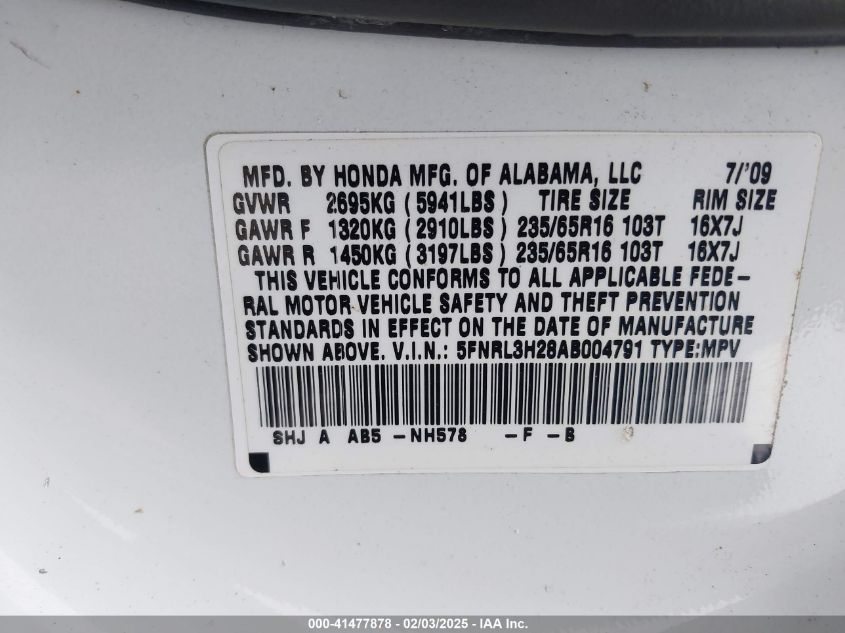 MFD. BY HONDA MFG. OF ALABAMA, LLC 7/'09
GVWR 2695KG (5941LBS) TIRE SIZE RIM SIZE
GAWR F 1320KG (2910LBS) 235/65R16 103T 16X7J
GAWR R 1450KG (3197LBS) 235/65R16 103T 16X7J
THIS VEHICLE CONFORMS TO ALL APPLICABLE FEDE-
RAL MOTOR VEHICLE SAFETY AND THEFT PREVENTION
STANDARDS IN EFFECT ON THE DATE OF MANUFACTURE
SHOWN ABOVE. V.I.N.: 5FNRL3H28AB004791 TYPE:MPV
SHJ A AB5 -NH578 -F -B
000-41477878 - 02/03/2025 - IAA Inc.